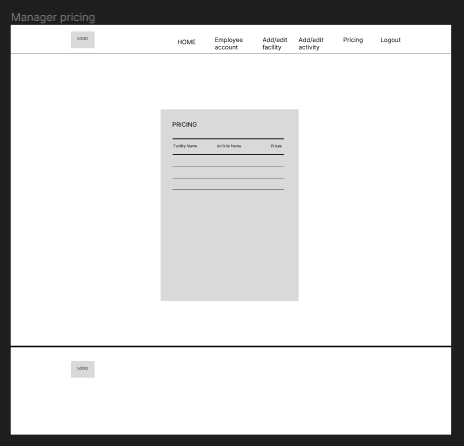 Manager pricing
LOGO
HOME
Employee account
Add/edit facility
Add/edit activity
Pricing
Logout
PRICING
Facility Name
Activity Name
Prices
LOGO